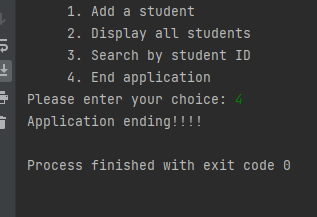 1. Add a student
2. Display all students
3. Search by student ID
4. End application
Please enter your choice: 4
Application ending!!!!
Process finished with exit code 0